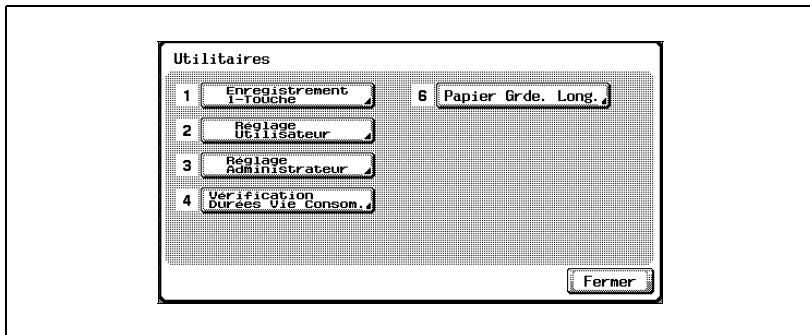 Utilitaires
1 Enregistrement
1-Touche
2 Réglage
Utilisateur
3 Réglage
Administrateur
4 Vérification
Durées Vie Consom.
6 Papier Grde. Long.
Fermer